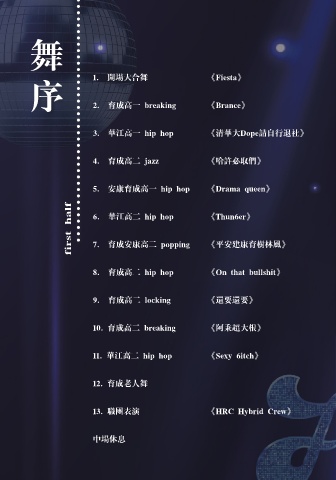 舞序
first half
1. 開場大合舞 《Fiesta》
2. 育成高一 breaking 《Brance》
3. 華江高一 hip hop 《清華大Dope請自行退社》
4. 育成高二 jazz 《哈許必取們》
5. 安康育成高一 hip hop 《Drama queen》
6. 華江高二 hip hop 《Thun6er》
7. 育成安康高二 popping 《平安建康育樹林風》
8. 育成高二 hip hop 《On that bullshit》
9. 育成高二 locking 《還要還要》
10. 育成高二 breaking 《阿秉超大根》
11. 華江高二 hip hop 《Sexy 6itch》
12. 育成老人舞
13. 職團表演 《HRC Hybrid Crew》
中場休息